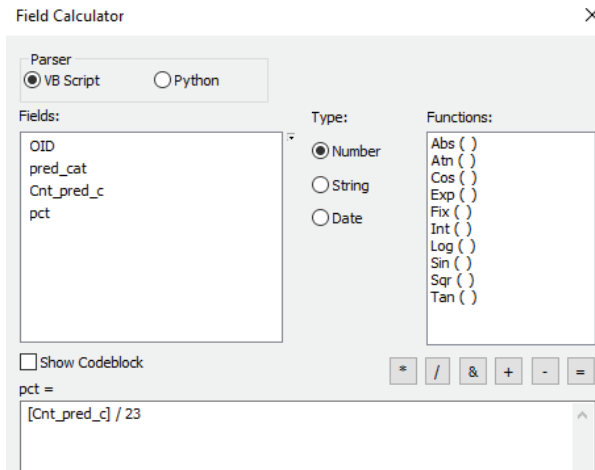 Field Calculator
Parser
VB Script
Python
Fields:
OID
pred_cat
Cnt_pred_c
pct
Type:
Number
String
Date
Functions:
Abs ( )
Atn ( )
Cos ( )
Exp ( )
Fix ( )
Int ( )
Log ( )
Sin ( )
Sqr ( )
Tan ( )
Show Codeblock
* / & + - =
pct =
[Cnt_pred_c] / 23